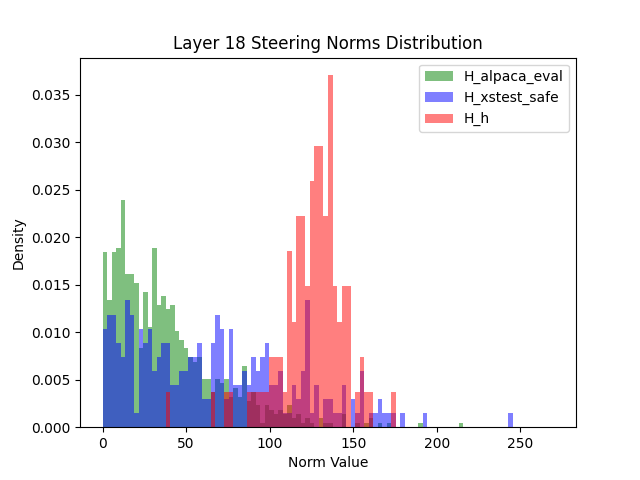 Layer 18 Steering Norms Distribution
H_alpaca_eval
H_xstest_safe
H_h
0.035
0.030
0.025
0.020
0.015
0.010
0.005
0.000
Density
0 50 100 150 200 250
Norm Value